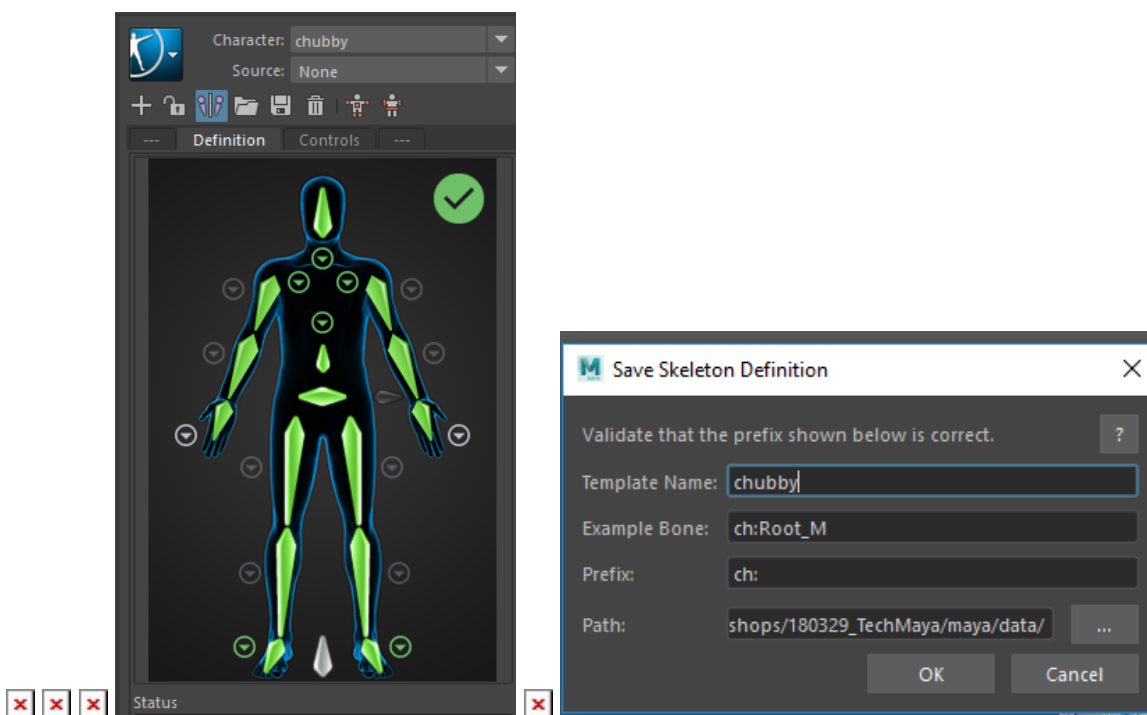 Character: chubby
Source: None
--- Definition Controls ---
Status
Save Skeleton Definition
Validate that the prefix shown below is correct. ?
Template Name: chubby
Example Bone: ch:Root_M
Prefix: ch:
Path: shops/180329_TechMaya/maya/data/ ...
OK Cancel